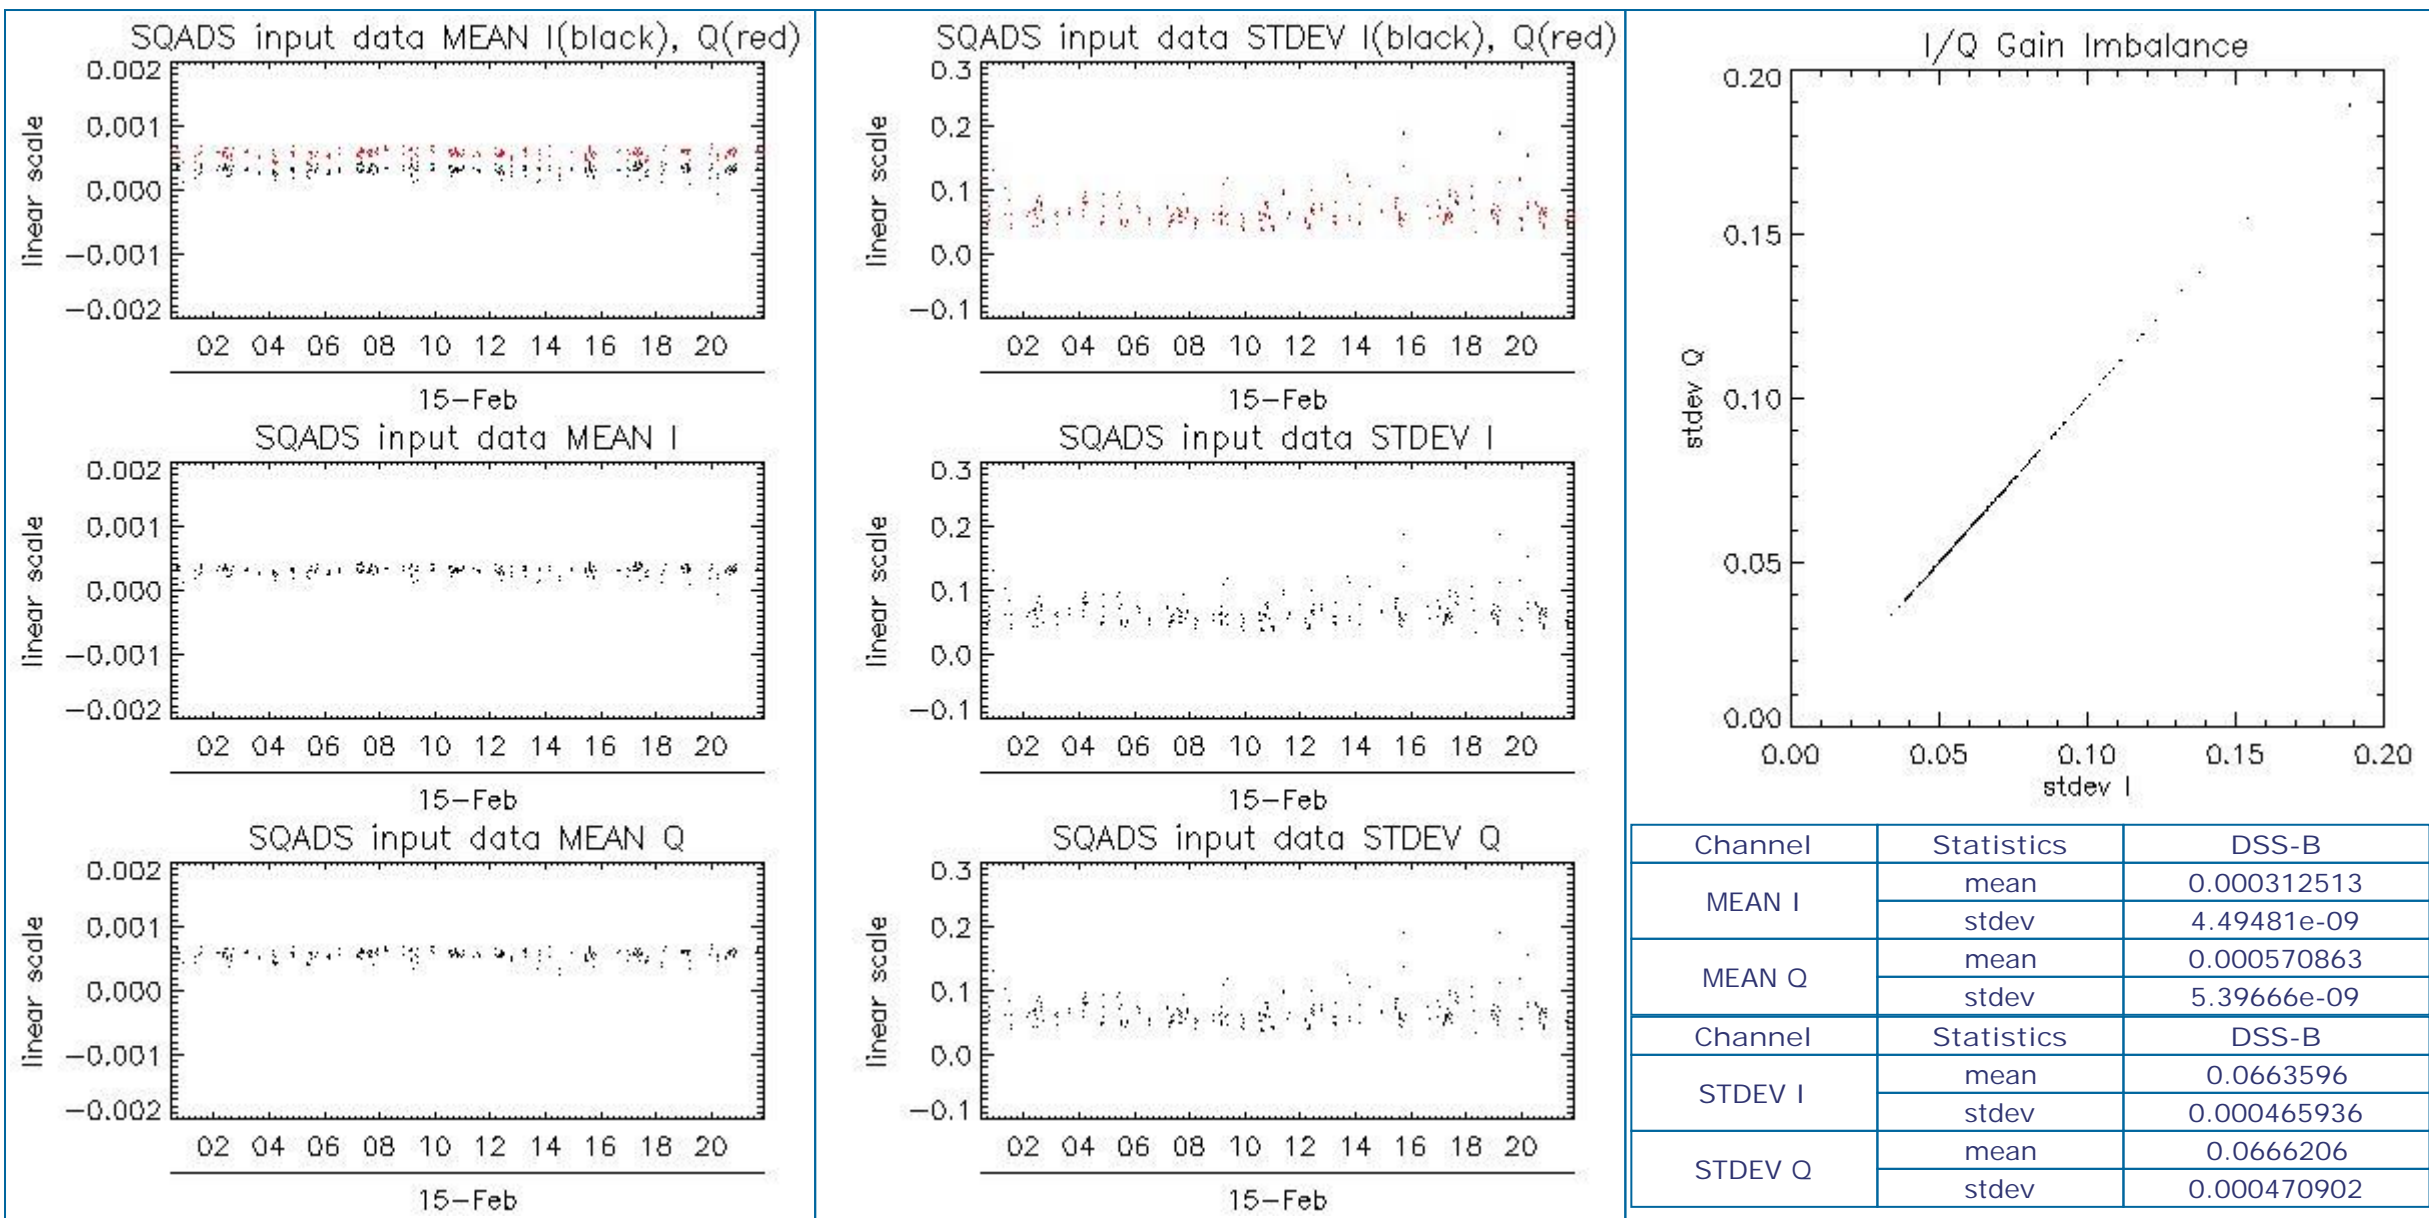 SQADS input data MEAN I(black), Q(red)
0.002
0.001
0.000
−0.001
−0.002
linear scale
02 04 06 08 10 12 14 16 18 20
15−Feb
SQADS input data MEAN I
0.002
0.001
0.000
−0.001
−0.002
linear scale
02 04 06 08 10 12 14 16 18 20
15−Feb
SQADS input data MEAN Q
0.002
0.001
0.000
−0.001
−0.002
linear scale
02 04 06 08 10 12 14 16 18 20
15−Feb
SQADS input data STDEV I(black), Q(red)
0.3
0.2
0.1
0.0
−0.1
linear scale
02 04 06 08 10 12 14 16 18 20
15−Feb
SQADS input data STDEV I
0.3
0.2
0.1
0.0
−0.1
linear scale
02 04 06 08 10 12 14 16 18 20
15−Feb
SQADS input data STDEV Q
0.3
0.2
0.1
0.0
−0.1
linear scale
02 04 06 08 10 12 14 16 18 20
15−Feb
I/Q Gain Imbalance
0.20
0.15
0.10
0.05
0.00
stdev Q
0.00 0.05 0.10 0.15 0.20
stdev I
Channel Statistics DSS-B
MEAN I mean 0.000312513
stdev 4.49481e-09
MEAN Q mean 0.000570863
stdev 5.39666e-09
Channel Statistics DSS-B
STDEV I mean 0.0663596
stdev 0.000465936
STDEV Q mean 0.0666206
stdev 0.000470902